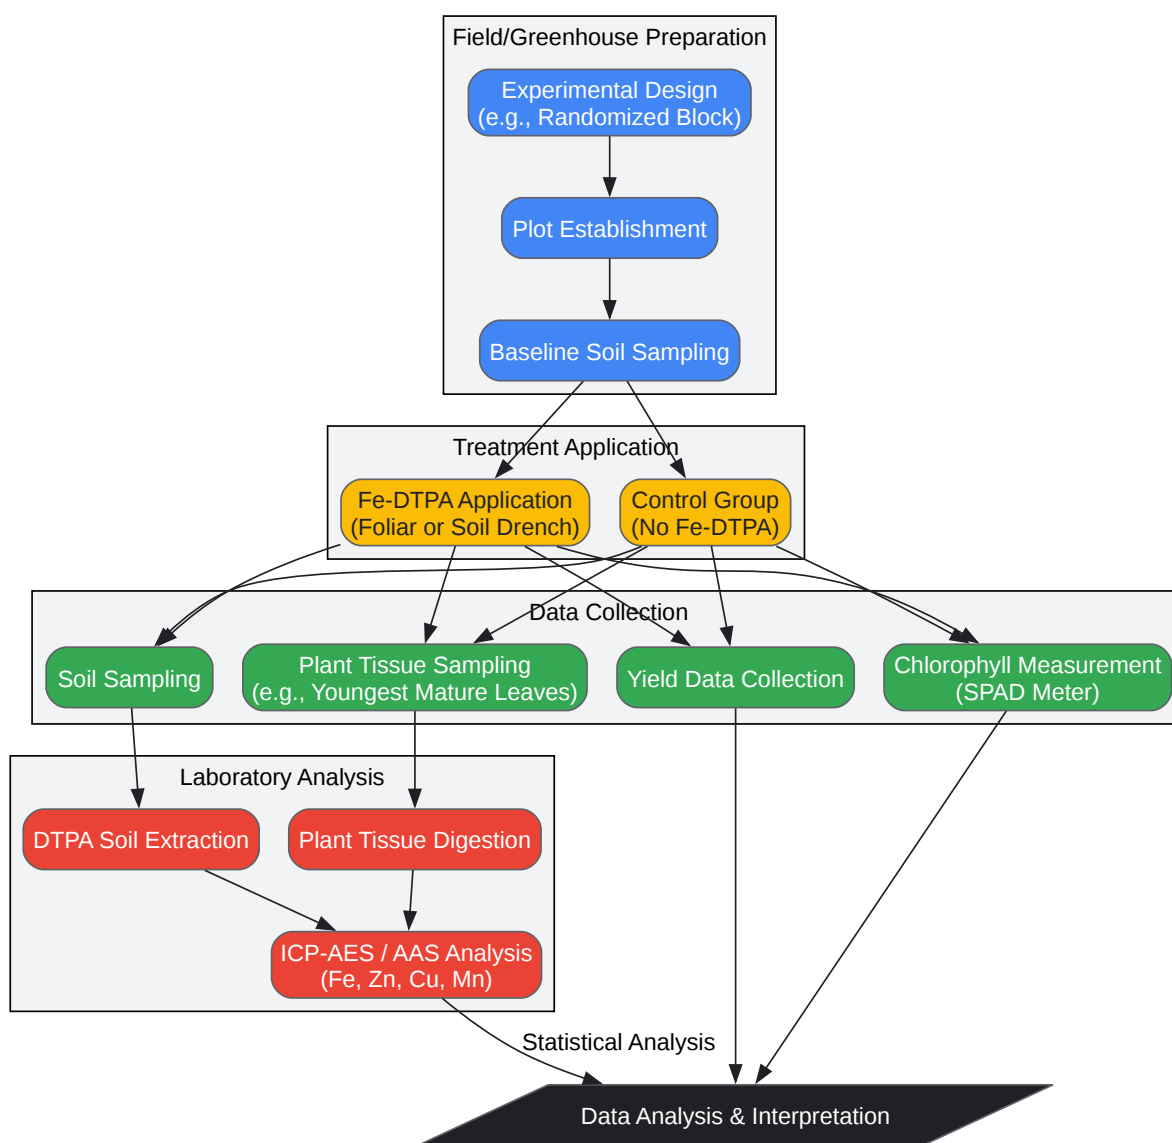 Field/Greenhouse Preparation
Experimental Design
(e.g., Randomized Block)
Plot Establishment
Baseline Soil Sampling
Treatment Application
Fe-DTPA Application
(Foliar or Soil Drench)
Control Group
(No Fe-DTPA)
Data Collection
Soil Sampling
Plant Tissue Sampling
(e.g., Youngest Mature Leaves)
Yield Data Collection
Chlorophyll Measurement
(SPAD Meter)
Laboratory Analysis
DTPA Soil Extraction
Plant Tissue Digestion
ICP-AES / AAS Analysis
(Fe, Zn, Cu, Mn)
Statistical Analysis
Data Analysis & Interpretation